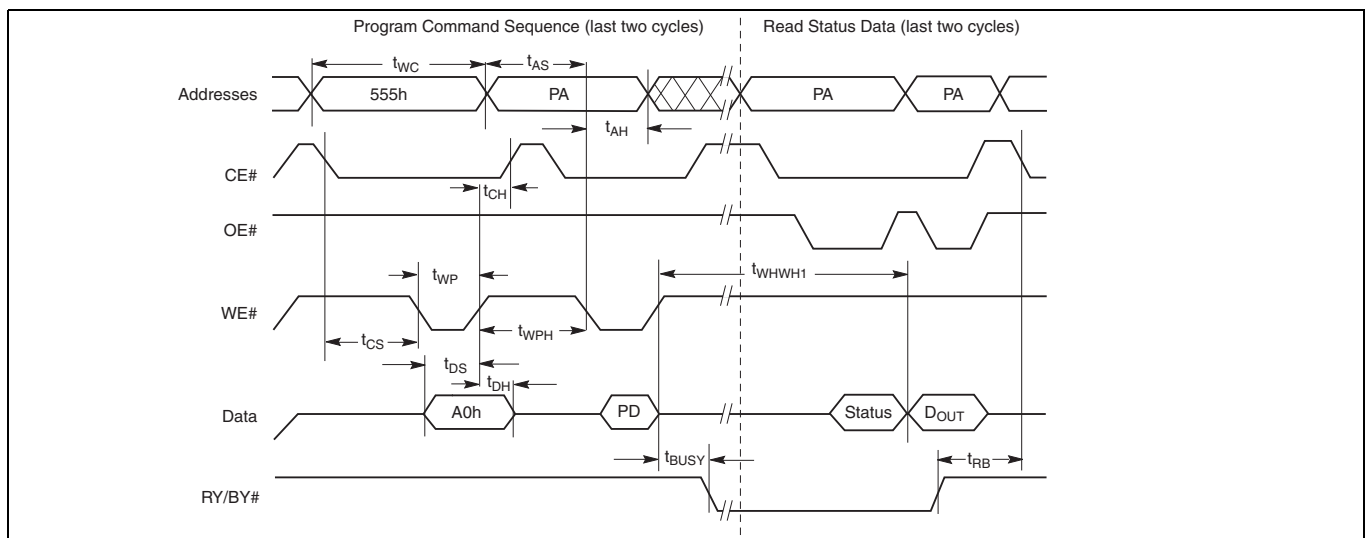 Program Command Sequence (last two cycles) Read Status Data (last two cycles)
tWC tAS
Addresses 555h PA PA PA
tAH
CE#
tCH
OE#
tWP tWHWH1
WE#
tCS tWPH
tDS
tDH
Data A0h PD Status DOUT
tBUSY tRB
RY/BY#